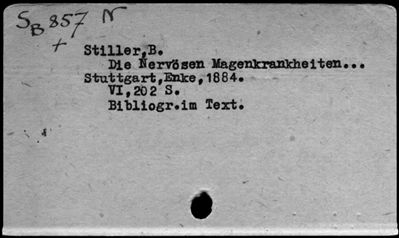 SB 857 N
+
Stiller,B.
Die Nervösen Magenkrankheiten...
Stuttgart,Enke,1884.
VI,202 S.
Bibliogr.im Text.